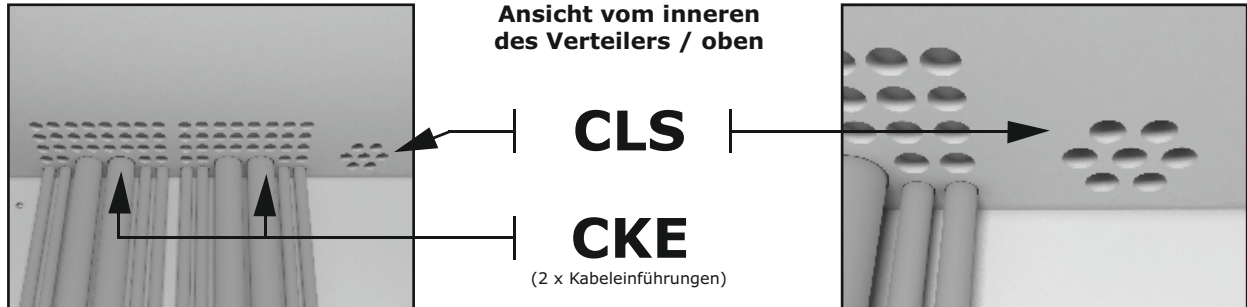 Ansicht vom inneren
des Verteilers / oben
CLS
CKE
(2 x Kabeleinführungen)